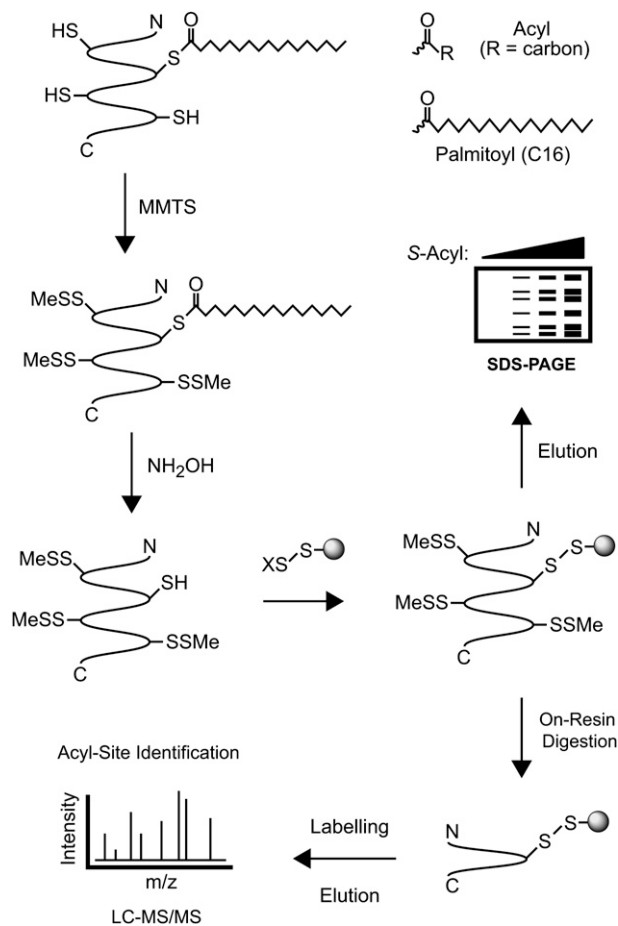 N
HS
S
O
HS
SH
C
O
R
Acyl
(R = carbon)
O
Palmitoyl (C16)
MMTS
N
MeSS
S
O
MeSS
SSMe
C
S-Acyl:
SDS-PAGE
NH2OH
Elution
N
MeSS
SH
MeSS
SSMe
C
XS
S
N
MeSS
S
S
MeSS
SSMe
C
On-Resin
Digestion
Acyl-Site Identification
Intensity
m/z
LC-MS/MS
Labelling
Elution
N
S
S
C